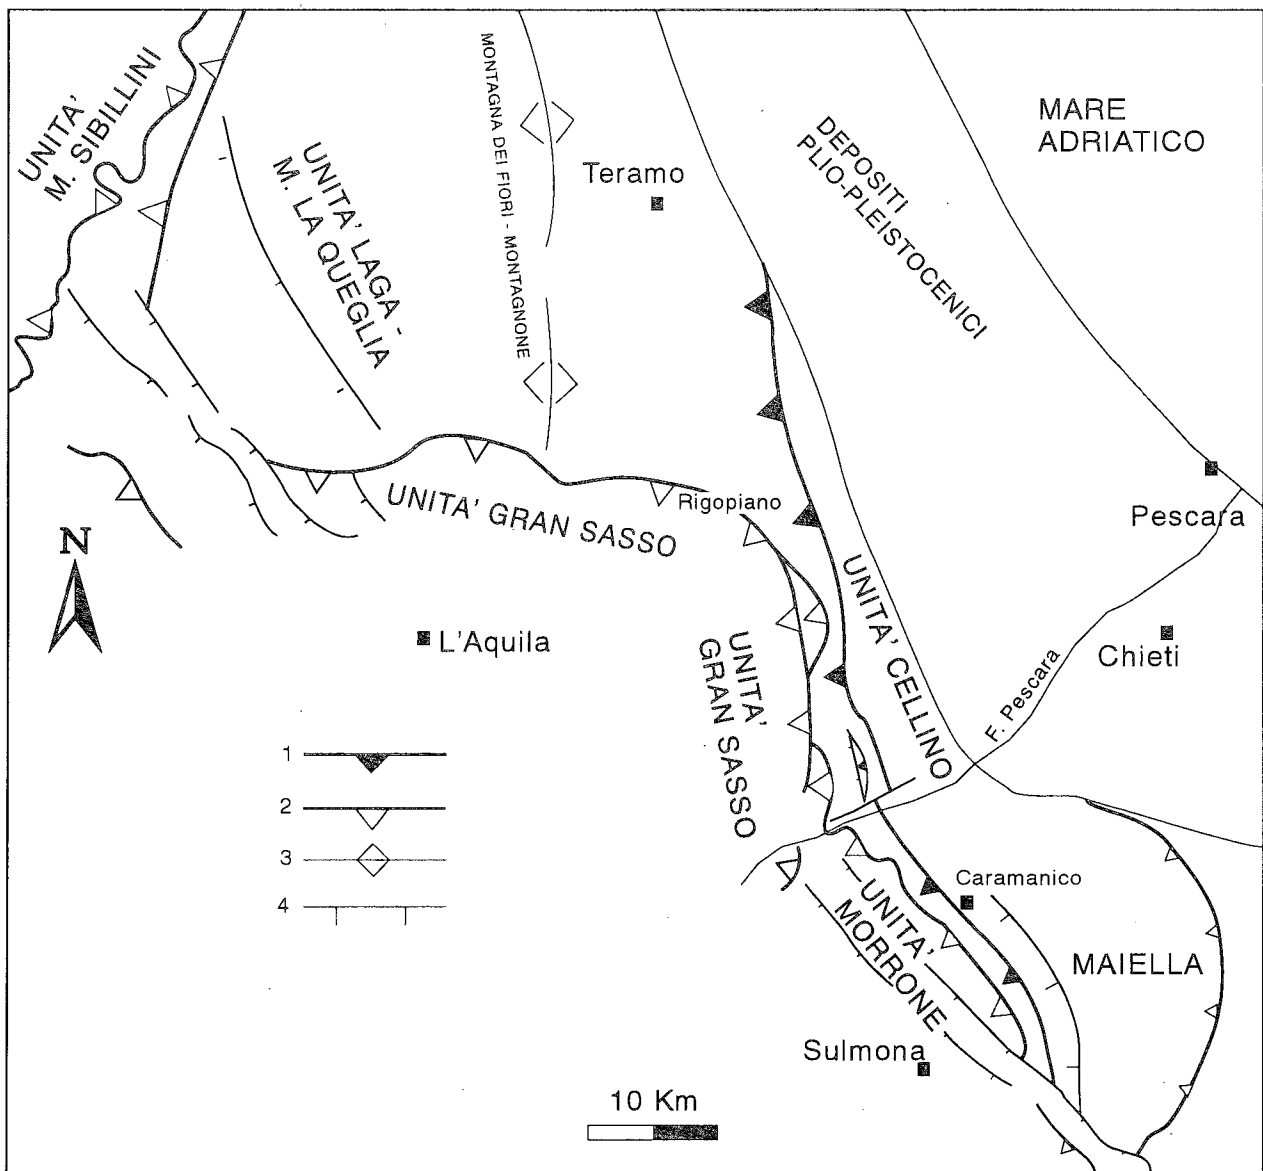 UNITA'
M. SIBILLINI
UNITA' LAGA -
M. LA QUEGLIA
MONTAGNA DEI FIORI - MONTAGNONE
Teramo
DEPOSITI
PLIO-PLEISTOCENICI
MARE
ADRIATICO
Pescara
Rigopiano
UNITA' GRAN SASSO
N
L'Aquila
UNITA'
GRAN SASSO
UNITA' CELLINO
Chieti
F. Pescara
1
2
3
4
Caramanico
UNITA'
MORRONE
MAIELLA
Sulmona
10 Km